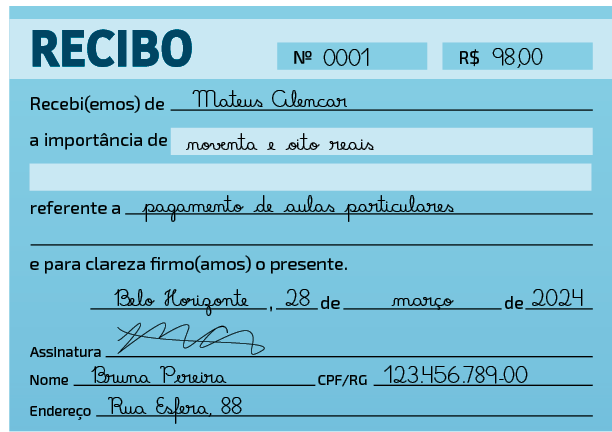 RECIBO Nº 0001 R$ 98,00
Recebi(emos) de Mateus Alencar
a importância de noventa e oito reais
referente a pagamento de aulas particulares
e para clareza firmo(amos) o presente.
Belo Horizonte, 28 de março de 2024
Assinatura
Nome Bruna Pereira CPF/RG 123.456.789-00
Endereço Rua Esfera, 88